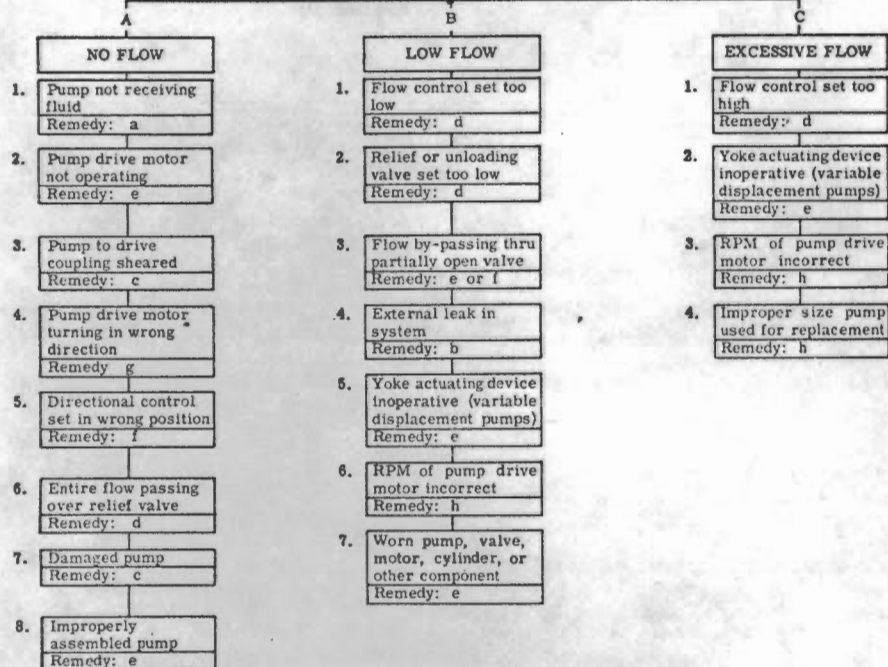 A
NO FLOW
1. Pump not receiving
fluid
Remedy: a
2. Pump drive motor
not operating
Remedy: e
3. Pump to drive
coupling sheared
Remedy: c
4. Pump drive motor
turning in wrong
direction
Remedy g
5. Directional control
set in wrong position
Remedy: f
6. Entire flow passing
over relief valve
Remedy: d
7. Damaged pump
Remedy: c
8. Improperly
assembled pump
Remedy: e
B
LOW FLOW
1. Flow control set too
low
Remedy: d
2. Relief or unloading
valve set too low
Remedy: d
3. Flow by-passing thru
partially open valve
Remedy: e or f
4. External leak in
system
Remedy: b
5. Yoke actuating device
inoperative (variable
displacement pumps)
Remedy: e
6. RPM of pump drive
motor incorrect
Remedy: h
7. Worn pump, valve,
motor, cylinder, or
other component
Remedy: e
C
EXCESSIVE FLOW
1. Flow control set too
high
Remedy: d
2. Yoke actuating device
inoperative (variable
displacement pumps)
Remedy: e
3. RPM of pump drive
motor incorrect
Remedy: h
4. Improper size pump
used for replacement
Remedy: h